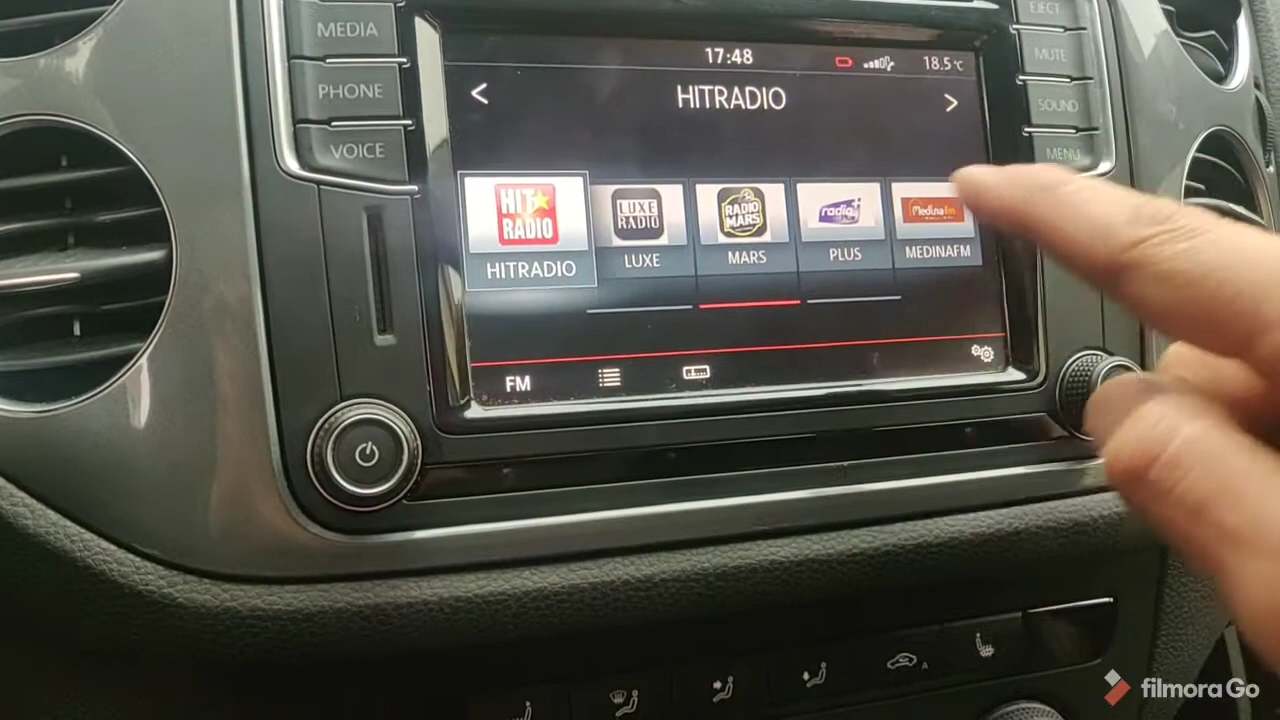 MEDIA
PHONE
VOICE
EJECT
MUTE
SOUND
MENU
17:48
18.5°C
HITRADIO
HIT RADIO
LUXE RADIO
RADIO MARS
radio+
Medina fm
HITRADIO
LUXE
MARS
PLUS
MEDINAFM
FM
A
filmora Go